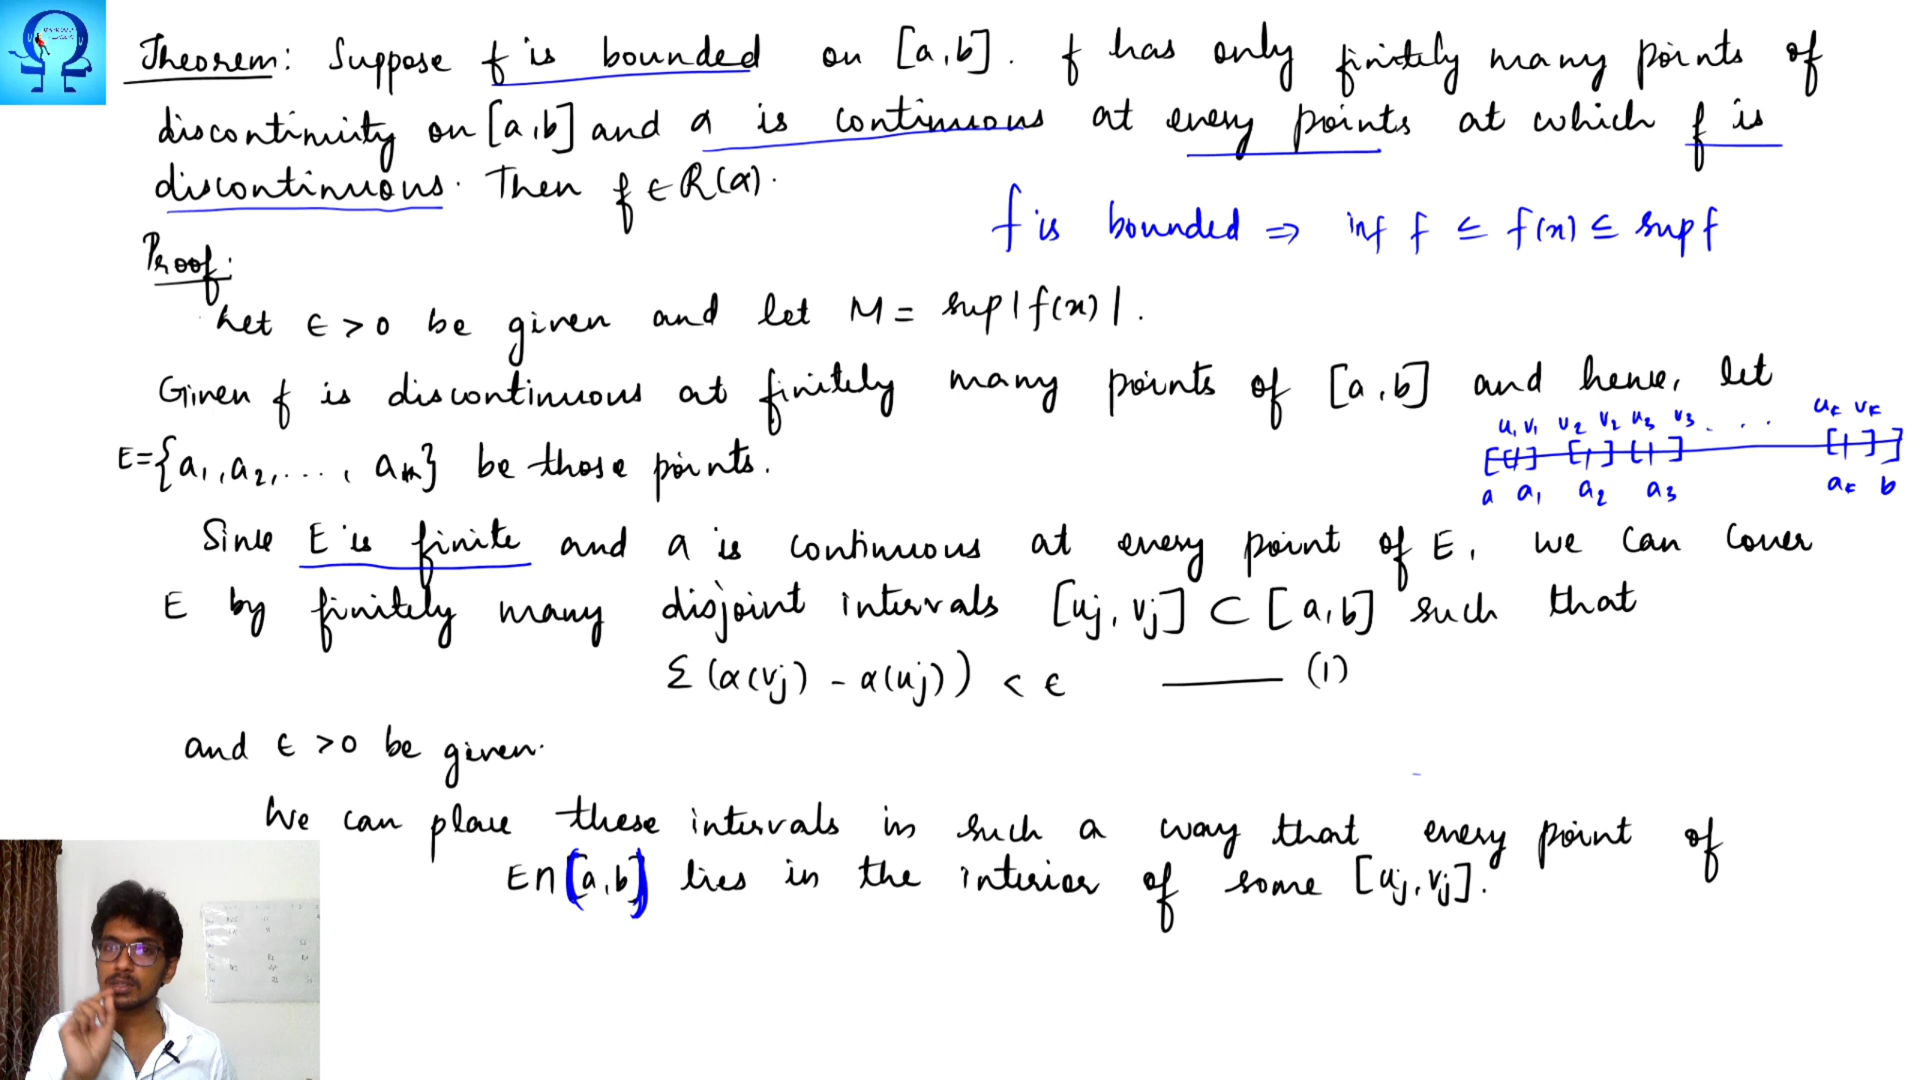 Theorem: Suppose f is bounded on [a,b]. f has only finitely many points of
discontinuity on [a,b] and α is continuous at every points at which f is
discontinuous. Then f ∈ R(α).
f is bounded ⇒ inf f ≤ f(x) ≤ sup f
Proof:
Let ϵ > 0 be given and let M = sup|f(x)|.
Given f is discontinuous at finitely many points of [a,b] and hence, let
u₁ v₁ u₂ v₂ u₃ v₃ . . . uₖ vₖ
E={a₁, a₂, ..., aₖ} be those points.
a a₁ a₂ a₃ aₖ b
Since E is finite and α is continuous at every point of E, we can cover
E by finitely many disjoint intervals [uj, vj] ⊂ [a,b] such that
Σ (α(vj) - α(uj)) < ϵ —— (1)
and ϵ > 0 be given.
We can place these intervals in such a way that every point of
E∩(a,b) lies in the interior of some [uj, vj].